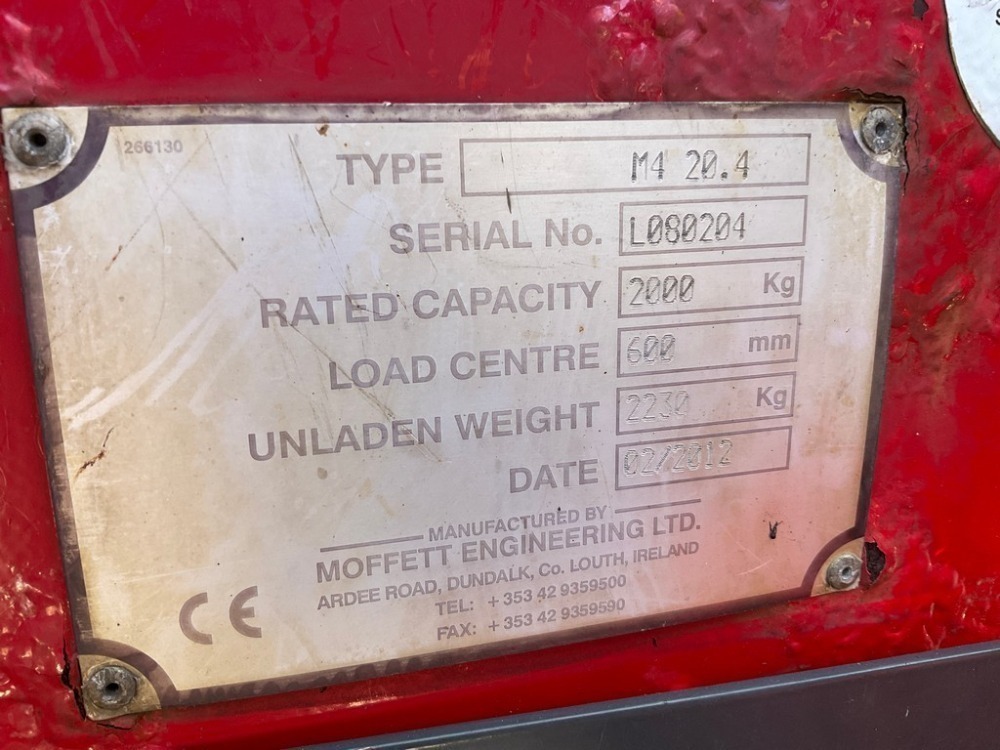 266130
TYPE M4 20.4
SERIAL No. L080204
RATED CAPACITY 2000 Kg
LOAD CENTRE 600 mm
UNLADEN WEIGHT 2230 Kg
DATE 02/2012
MANUFACTURED BY
MOFFETT ENGINEERING LTD.
ARDEE ROAD, DUNDALK, Co. LOUTH, IRELAND
TEL: +353 42 9359500
FAX: +353 42 9359590
CE